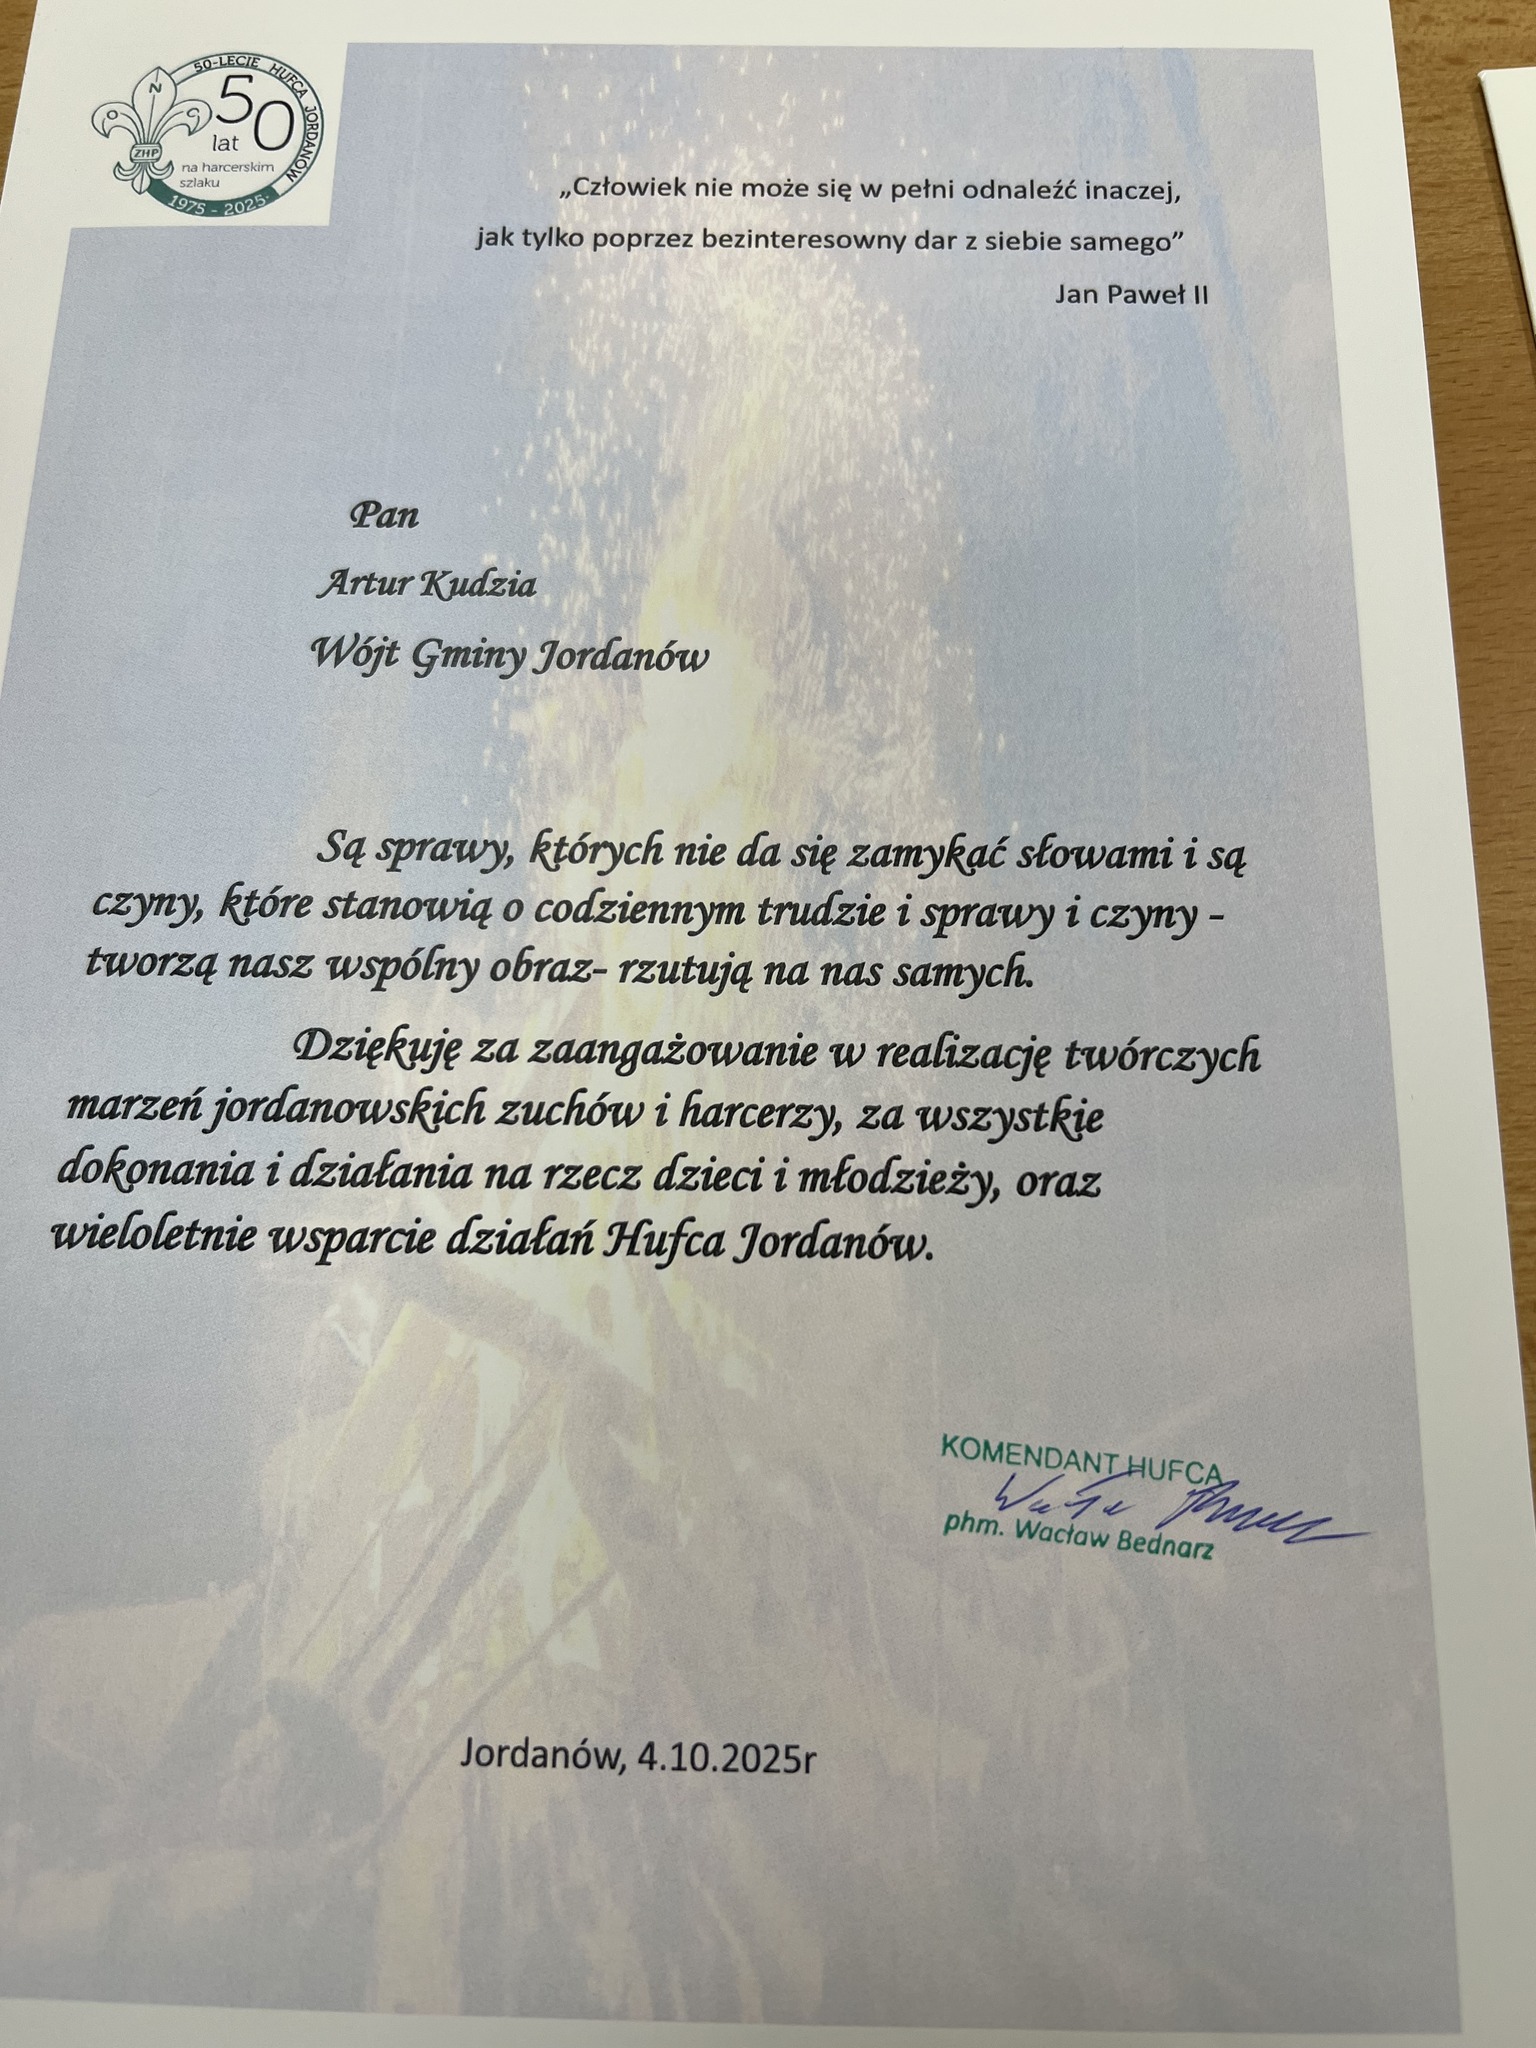 50-LECIE HUFCA JORDANÓW
N
ZHP
50
lat
na harcerskim
szlaku
1975 - 2025
„Człowiek nie może się w pełni odnaleźć inaczej,
jak tylko poprzez bezinteresowny dar z siebie samego”
Jan Paweł II
Pan
Artur Kudzia
Wójt Gminy Jordanów
Są sprawy, których nie da się zamykać słowami i są
czyny, które stanowią o codziennym trudzie i sprawy i czyny -
tworzą nasz wspólny obraz- rzutują na nas samych.
Dziękuję za zaangażowanie w realizację twórczych
marzeń jordanowskich zuchów i harcerzy, za wszystkie
dokonania i działania na rzecz dzieci i młodzieży, oraz
wieloletnie wsparcie działań Hufca Jordanów.
KOMENDANT HUFCA
phm. Wacław Bednarz
Jordanów, 4.10.2025r